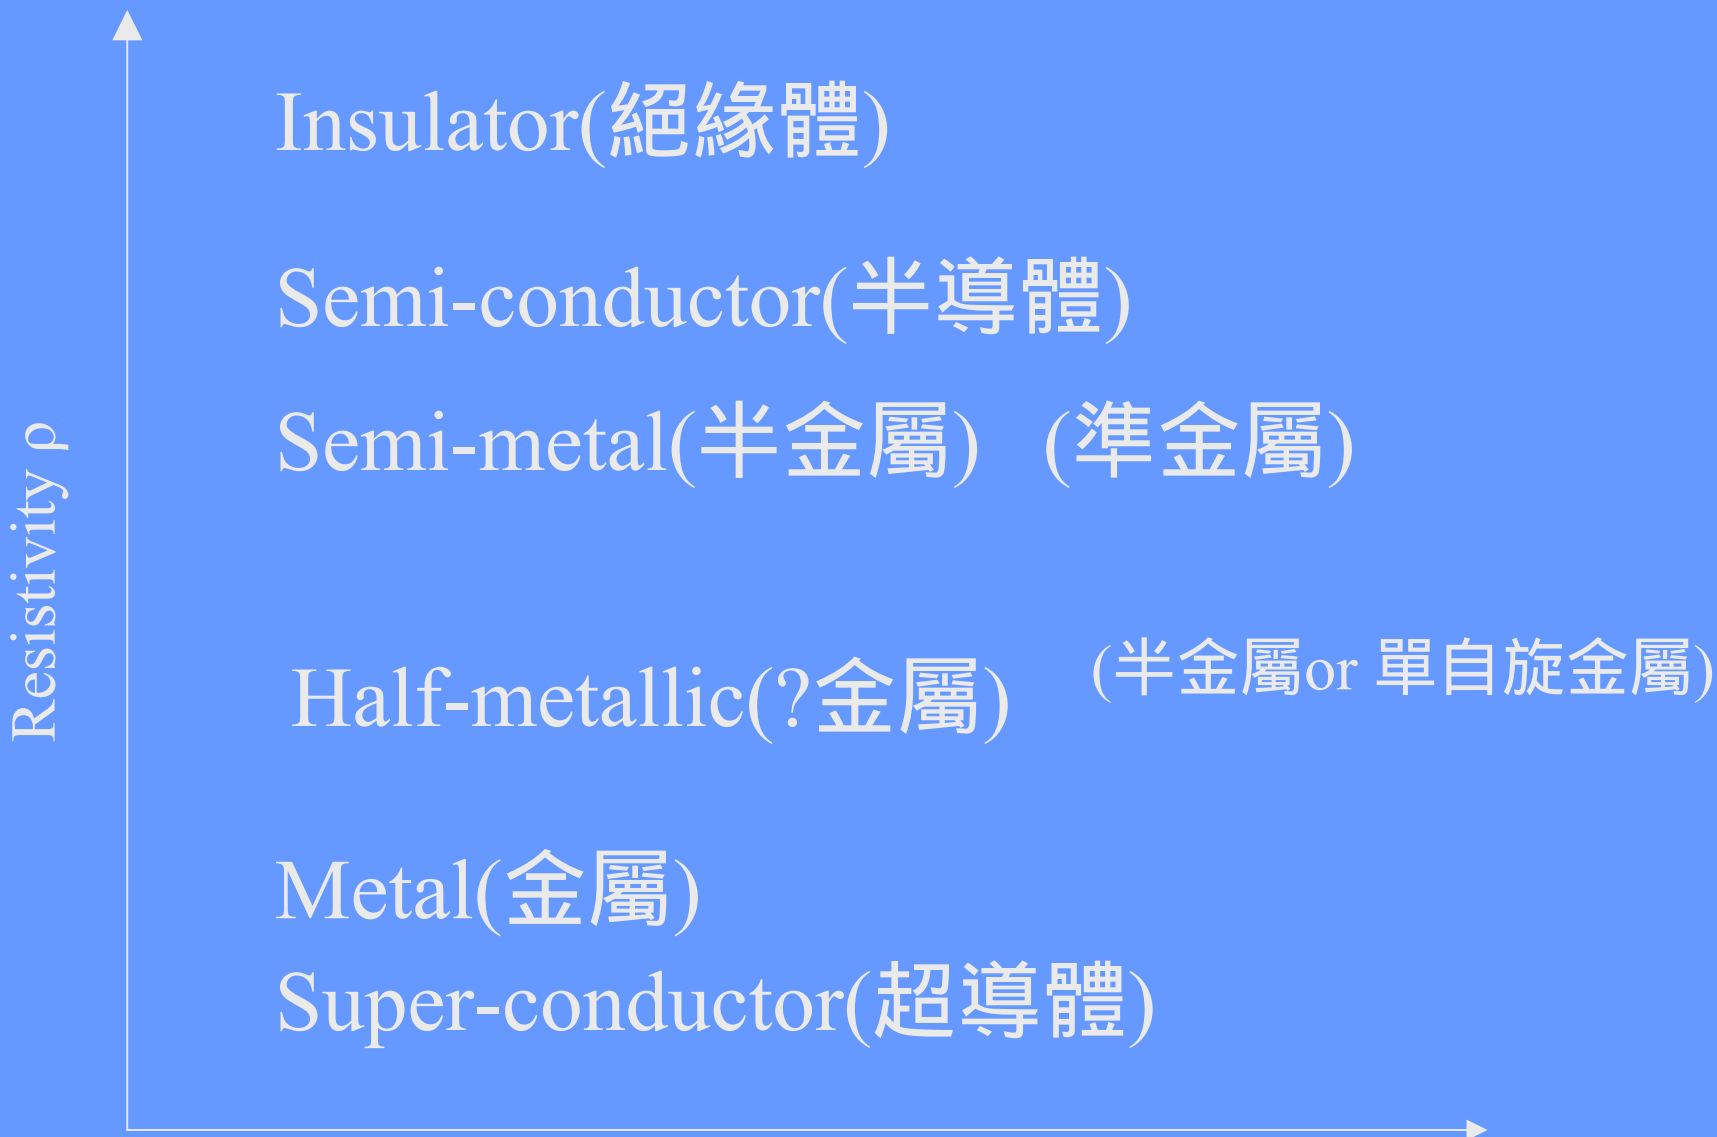 Insulator(絕緣體)
Semi-conductor(半導體)
Semi-metal(半金屬) (準金屬)
Resistivity ρ
Half-metallic(?金屬) (半金屬or 單自旋金屬)
Metal(金屬)
Super-conductor(超導體)